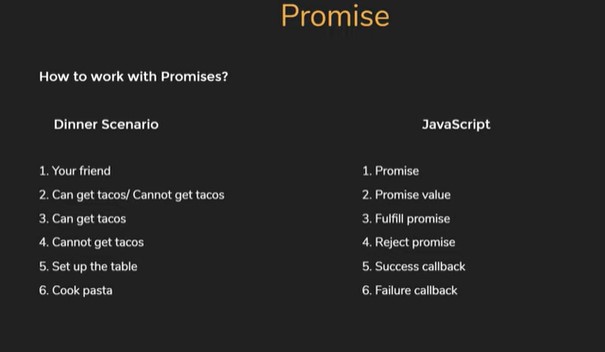 Promise
How to work with Promises?
Dinner Scenario
1. Your friend
2. Can get tacos/ Cannot get tacos
3. Can get tacos
4. Cannot get tacos
5. Set up the table
6. Cook pasta
JavaScript
1. Promise
2. Promise value
3. Fulfill promise
4. Reject promise
5. Success callback
6. Failure callback